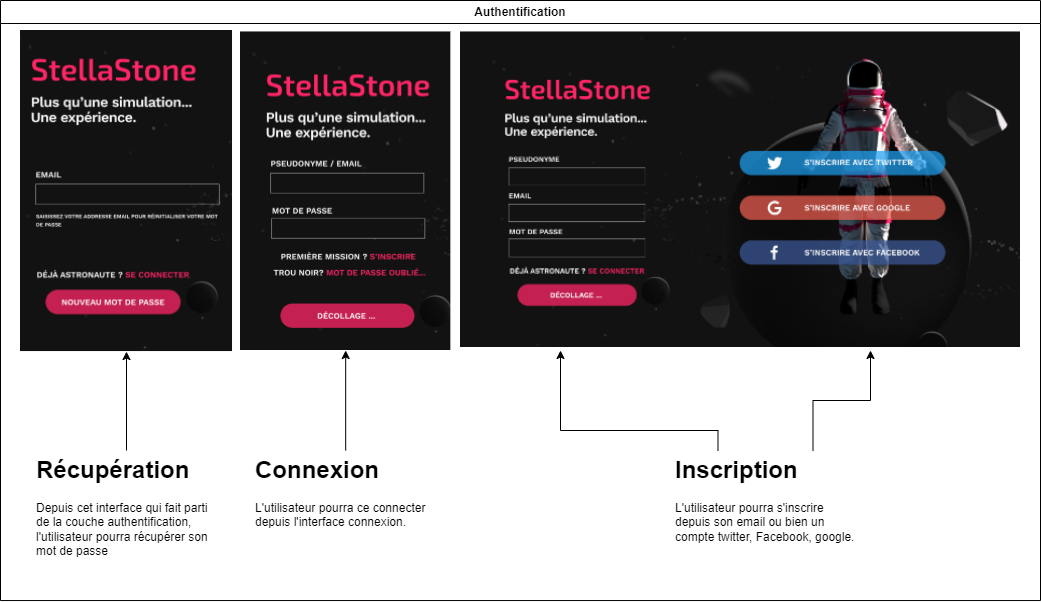 Authentification
StellaStone
Plus qu'une simulation...
Une expérience.
EMAIL
SAISISSEZ VOTRE ADDRESSE EMAIL POUR RÉINITIALISER VOTRE MOT
DE PASSE
DÉJÀ ASTRONAUTE ? SE CONNECTER
NOUVEAU MOT DE PASSE
StellaStone
Plus qu'une simulation...
Une expérience.
PSEUDONYME / EMAIL
MOT DE PASSE
PREMIÈRE MISSION ? S'INSCRIRE
TROU NOIR? MOT DE PASSE OUBLIÉ...
DÉCOLLAGE ...
StellaStone
Plus qu'une simulation...
Une expérience.
PSEUDONYME
EMAIL
MOT DE PASSE
DÉJÀ ASTRONAUTE ? SE CONNECTER
DÉCOLLAGE ...
S'INSCRIRE AVEC TWITTER
S'INSCRIRE AVEC GOOGLE
S'INSCRIRE AVEC FACEBOOK
Récupération
Depuis cet interface qui fait parti
de la couche authentification,
l'utilisateur pourra récupérer son
mot de passe
Connexion
L'utilisateur pourra ce connecter
depuis l'interface connexion.
Inscription
L'utilisateur pourra s'inscrire
depuis son email ou bien un
compte twitter, Facebook, google.